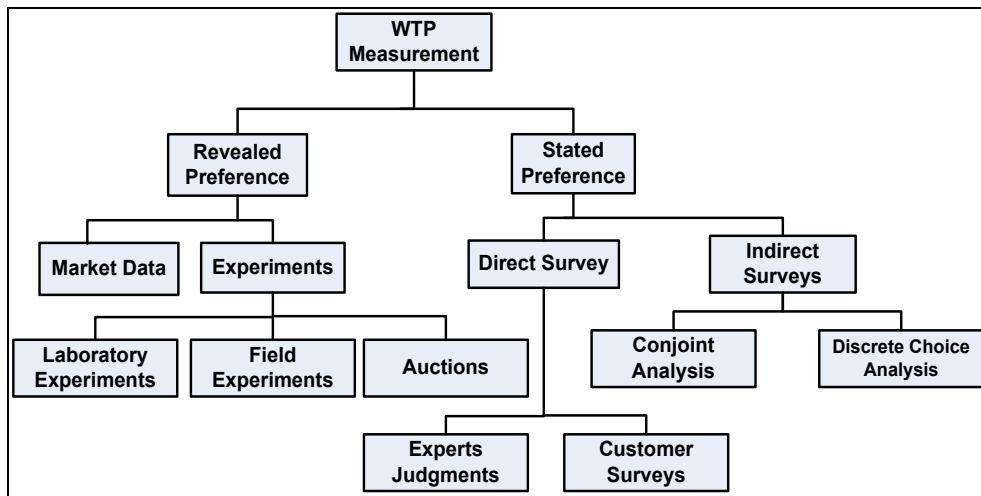 WTP
Measurement
Revealed
Preference
Stated
Preference
Market Data
Experiments
Direct Survey
Indirect
Surveys
Laboratory
Experiments
Field
Experiments
Auctions
Conjoint
Analysis
Discrete Choice
Analysis
Experts
Judgments
Customer
Surveys